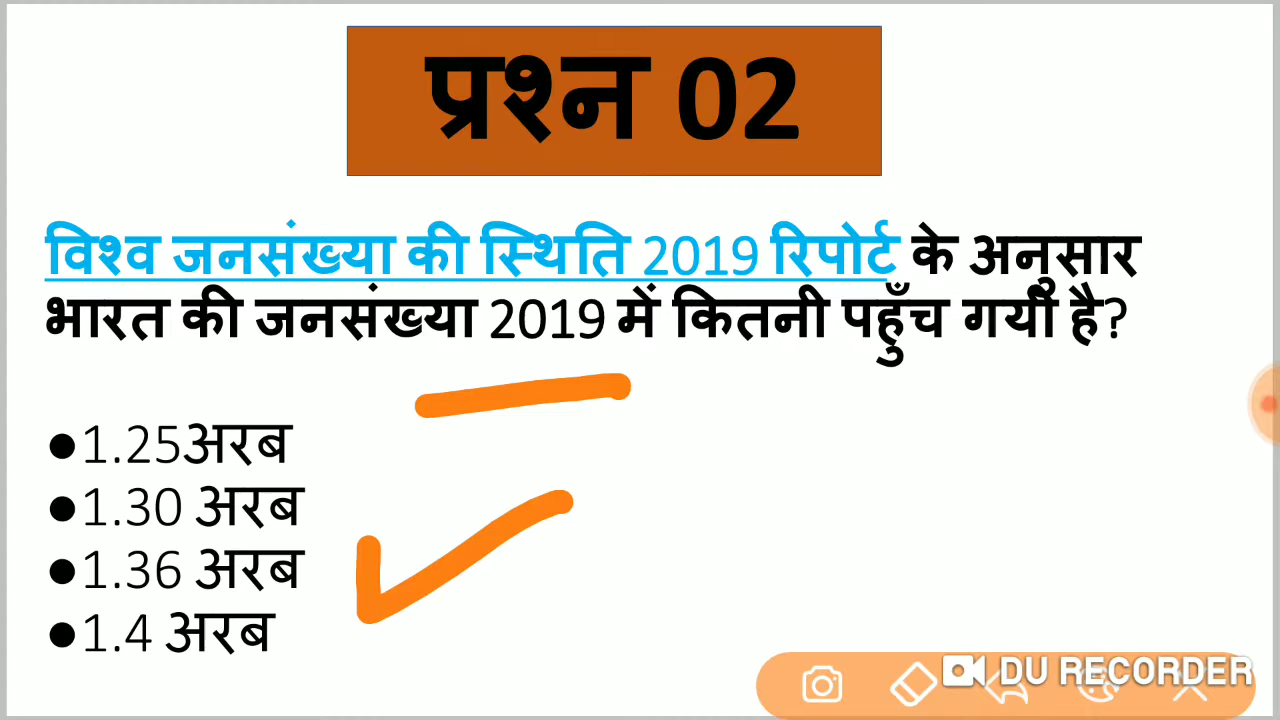 प्रश्न 02
विश्व जनसंख्या की स्थिति 2019 रिपोर्ट के अनुसार
भारत की जनसंख्या 2019 में कितनी पहुँच गयी है?
●1.25अरब
●1.30 अरब
●1.36 अरब
●1.4 अरब
DU RECORDER